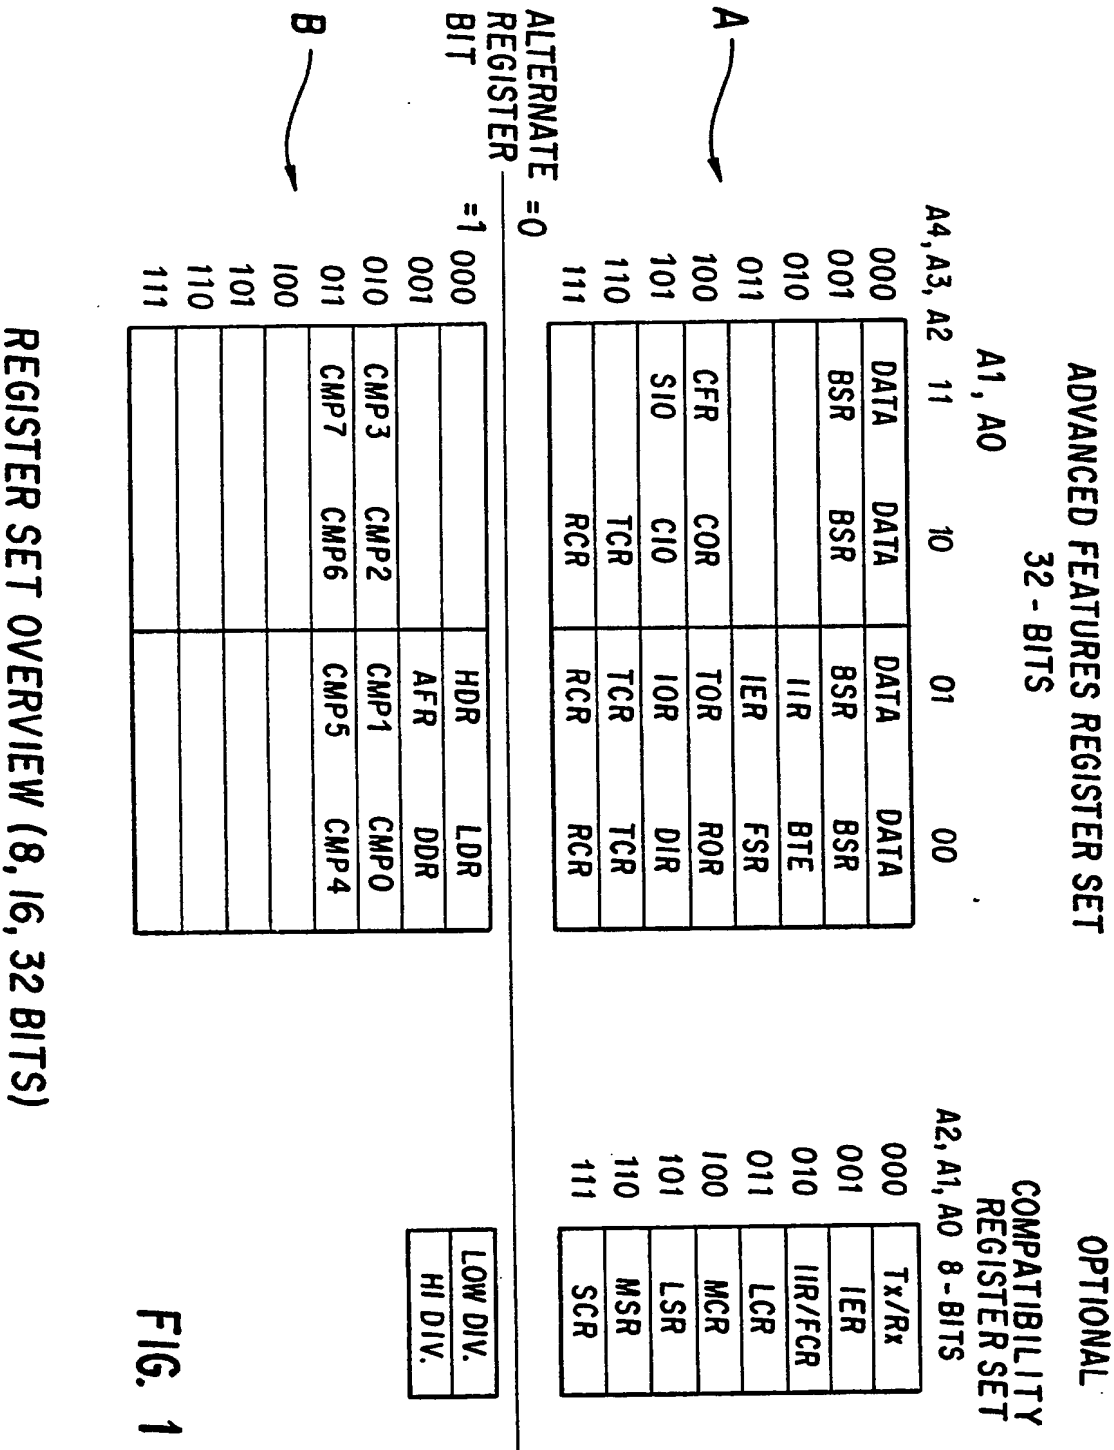 ADVANCED FEATURES REGISTER SET
32 - BITS
A1, A0
A4, A3, A2 11 10 01 00
A
000 DATA DATA DATA DATA
001 BSR BSR BSR BSR
010 IIR BTE
011 IER FSR
100 CFR COR TOR ROR
101 SIO CIO IOR DIR
110 TCR TCR TCR
111 RCR RCR RCR
OPTIONAL
COMPATIBILITY
REGISTER SET
A2, A1, A0 8 - BITS
000 Tx/Rx
001 IER
010 IIR/FCR
011 LCR
100 MCR
101 LSR
110 MSR
111 SCR
ALTERNATE =0
REGISTER
BIT =1
B
000 HDR LDR
001 AFR DDR
010 CMP3 CMP2 CMP1 CMP0
011 CMP7 CMP6 CMP5 CMP4
100
101
110
111
LOW DIV.
HI DIV.
REGISTER SET OVERVIEW (8, 16, 32 BITS)
FIG. 1